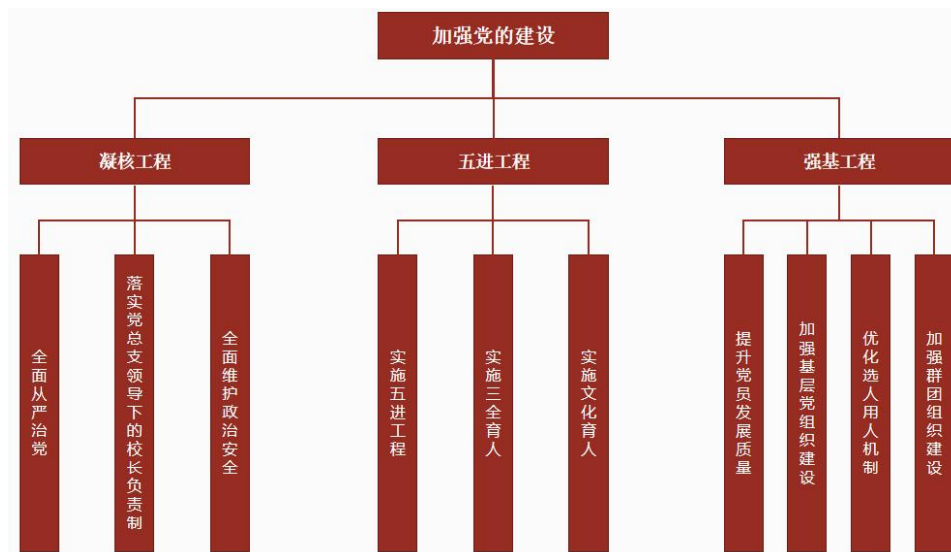 加强党的建设
凝核工程
五进工程
强基工程
全面从严治党
落实党总支领导下的校长负责制
全面维护政治安全
实施五进工程
实施三全育人
实施文化育人
提升党员发展质量
加强基层党组织建设
优化选人用人机制
加强群团组织建设